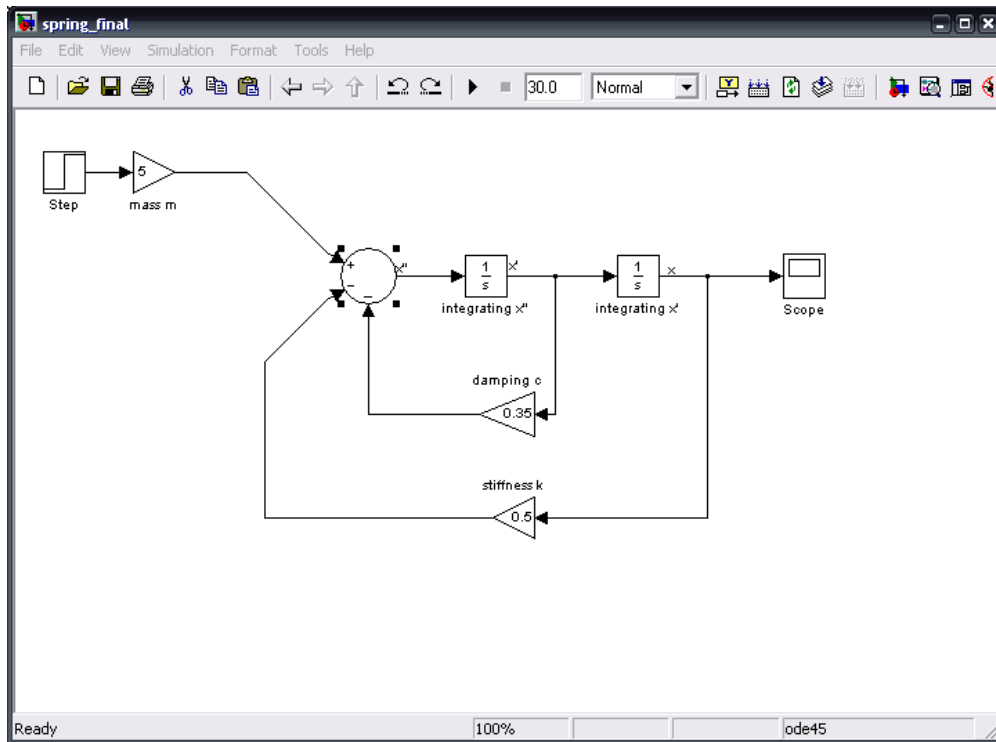 spring_final
File Edit View Simulation Format Tools Help
30.0 Normal
5
Step
mass m
+
−
−
x''
1
s
x'
integrating x''
1
s
x
integrating x'
Scope
damping c
0.35
stiffness k
0.5
Ready 100% ode45